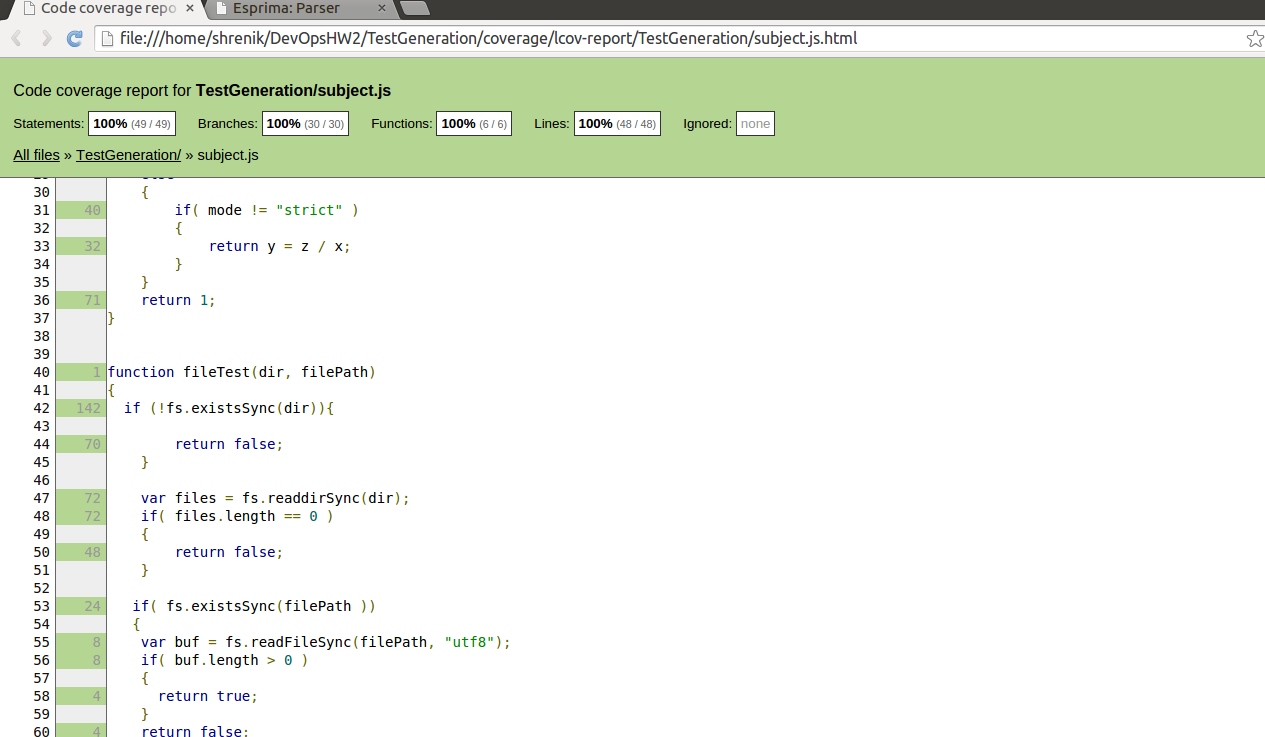 Code coverage repo
Esprima: Parser
file:///home/shrenik/DevOpsHW2/TestGeneration/coverage/lcov-report/TestGeneration/subject.js.html
Code coverage report for TestGeneration/subject.js
Statements: 100% (49 / 49) Branches: 100% (30 / 30) Functions: 100% (6 / 6) Lines: 100% (48 / 48) Ignored: none
All files » TestGeneration/ » subject.js
30 {
31 40 if( mode != "strict" )
32 {
33 32 return y = z / x;
34 }
35 }
36 71 return 1;
37 }
38
39
40 1 function fileTest(dir, filePath)
41 {
42 142 if (!fs.existsSync(dir)){
43
44 70 return false;
45 }
46
47 72 var files = fs.readdirSync(dir);
48 72 if( files.length == 0 )
49 {
50 48 return false;
51 }
52
53 24 if( fs.existsSync(filePath ))
54 {
55 8 var buf = fs.readFileSync(filePath, "utf8");
56 8 if( buf.length > 0 )
57 {
58 4 return true;
59 }
60 4 return false;